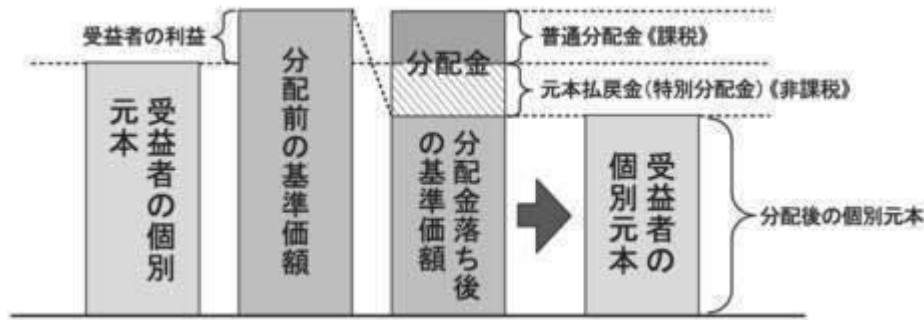 受益者の利益
受益者の個別
元本
分配前の基準価額
分配金
分配金落ち後
の基準価額
普通分配金《課税》
元本払戻金(特別分配金)《非課税》
受益者の
個別元本
分配後の個別元本